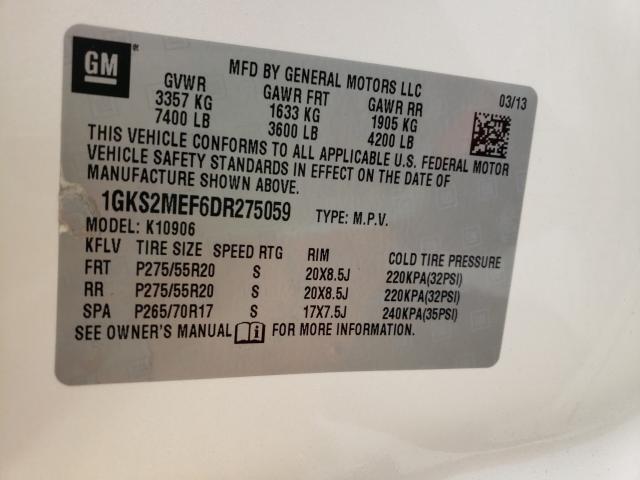 GM
MFD BY GENERAL MOTORS LLC
03/13
GVWR GAWR FRT GAWR RR
3357 KG 1633 KG 1905 KG
7400 LB 3600 LB 4200 LB
THIS VEHICLE CONFORMS TO ALL APPLICABLE U.S. FEDERAL MOTOR
VEHICLE SAFETY STANDARDS IN EFFECT ON THE DATE OF
MANUFACTURE SHOWN ABOVE.
1GKS2MEF6DR275059 TYPE: M.P.V.
MODEL: K10906
KFLV TIRE SIZE SPEED RTG RIM COLD TIRE PRESSURE
FRT P275/55R20 S 20X8.5J 220KPA(32PSI)
RR P275/55R20 S 20X8.5J 220KPA(32PSI)
SPA P265/70R17 S 17X7.5J 240KPA(35PSI)
SEE OWNER'S MANUAL i FOR MORE INFORMATION.